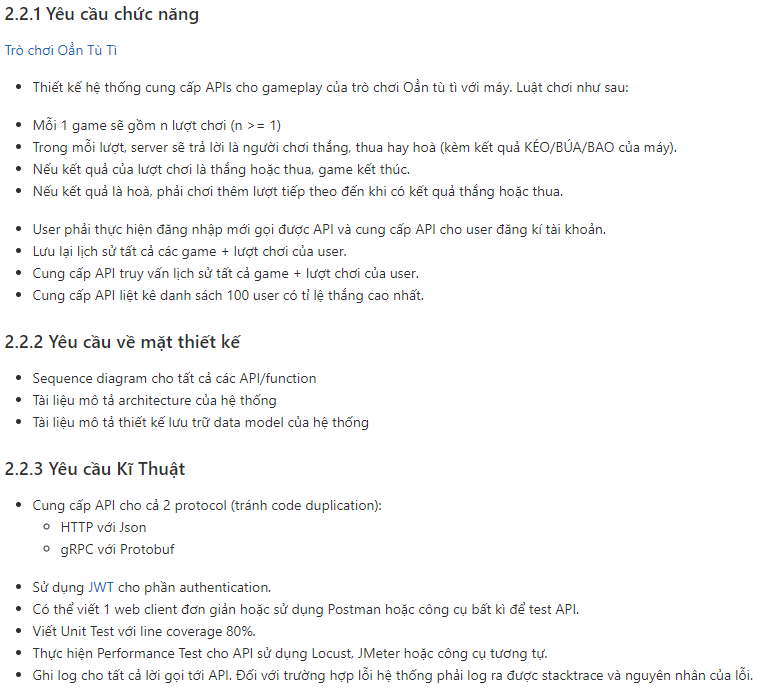 2.2.1 Yêu cầu chức năng
Trò chơi Oẳn Tù Tì
Thiết kế hệ thống cung cấp APIs cho gameplay của trò chơi Oẳn tù tì với máy. Luật chơi như sau:
Mỗi 1 game sẽ gồm n lượt chơi (n >= 1)
Trong mỗi lượt, server sẽ trả lời là người chơi thắng, thua hay hoà (kèm kết quả KÉO/BÚA/BAO của máy).
Nếu kết quả của lượt chơi là thắng hoặc thua, game kết thúc.
Nếu kết quả là hoà, phải chơi thêm lượt tiếp theo đến khi có kết quả thắng hoặc thua.
User phải thực hiện đăng nhập mới gọi được API và cung cấp API cho user đăng kí tài khoản.
Lưu lại lịch sử tất cả các game + lượt chơi của user.
Cung cấp API truy vấn lịch sử tất cả game + lượt chơi của user.
Cung cấp API liệt kê danh sách 100 user có tỉ lệ thắng cao nhất.
2.2.2 Yêu cầu về mặt thiết kế
Sequence diagram cho tất cả các API/function
Tài liệu mô tả architecture của hệ thống
Tài liệu mô tả thiết kế lưu trữ data model của hệ thống
2.2.3 Yêu cầu Kĩ Thuật
Cung cấp API cho cả 2 protocol (tránh code duplication):
HTTP với Json
gRPC với Protobuf
Sử dụng JWT cho phần authentication.
Có thể viết 1 web client đơn giản hoặc sử dụng Postman hoặc công cụ bất kì để test API.
Viết Unit Test với line coverage 80%.
Thực hiện Performance Test cho API sử dụng Locust, JMeter hoặc công cụ tương tự.
Ghi log cho tất cả lời gọi tới API. Đối với trường hợp lỗi hệ thống phải log ra được stacktrace và nguyên nhân của lỗi.